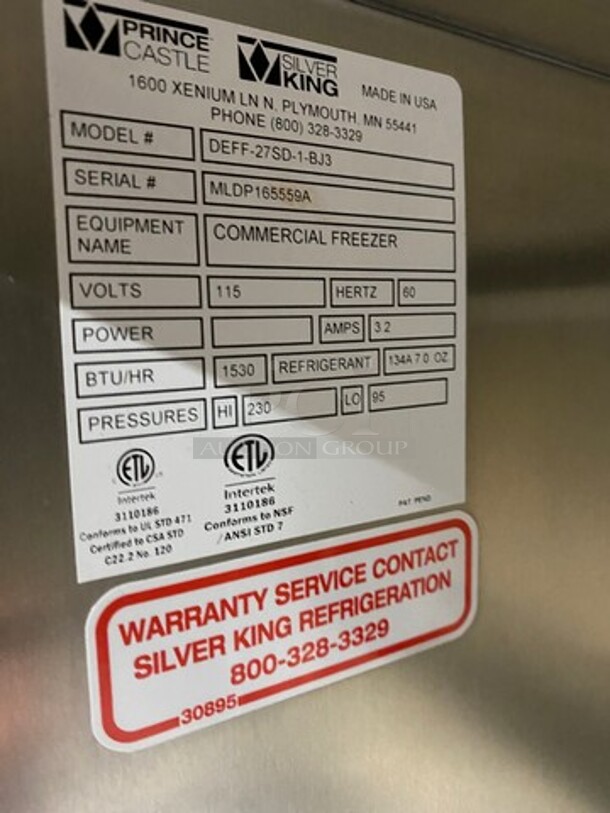 PRINCE CASTLE SILVER KING MADE IN USA
1600 XENIUM LN N. PLYMOUTH, MN 55441
PHONE (800) 328-3329
MODEL # DEFF-27SD-1-BJ3
SERIAL # MLDP165559A
EQUIPMENT NAME COMMERCIAL FREEZER
VOLTS 115 HERTZ 60
POWER AMPS 3.2
BTU/HR 1530 REFRIGERANT 134A 7.0 OZ.
PRESSURES HI 230 LO 95
AUCTION GROUP
ETL ETL
Intertek
3110186
Conforms to UL STD 471
Certified to CSA STD
C22.2 No. 120
Intertek
3110186
Conforms to NSF
/ANSI STD 7
PAT PEND
WARRANTY SERVICE CONTACT
SILVER KING REFRIGERATION
800-328-3329
30895